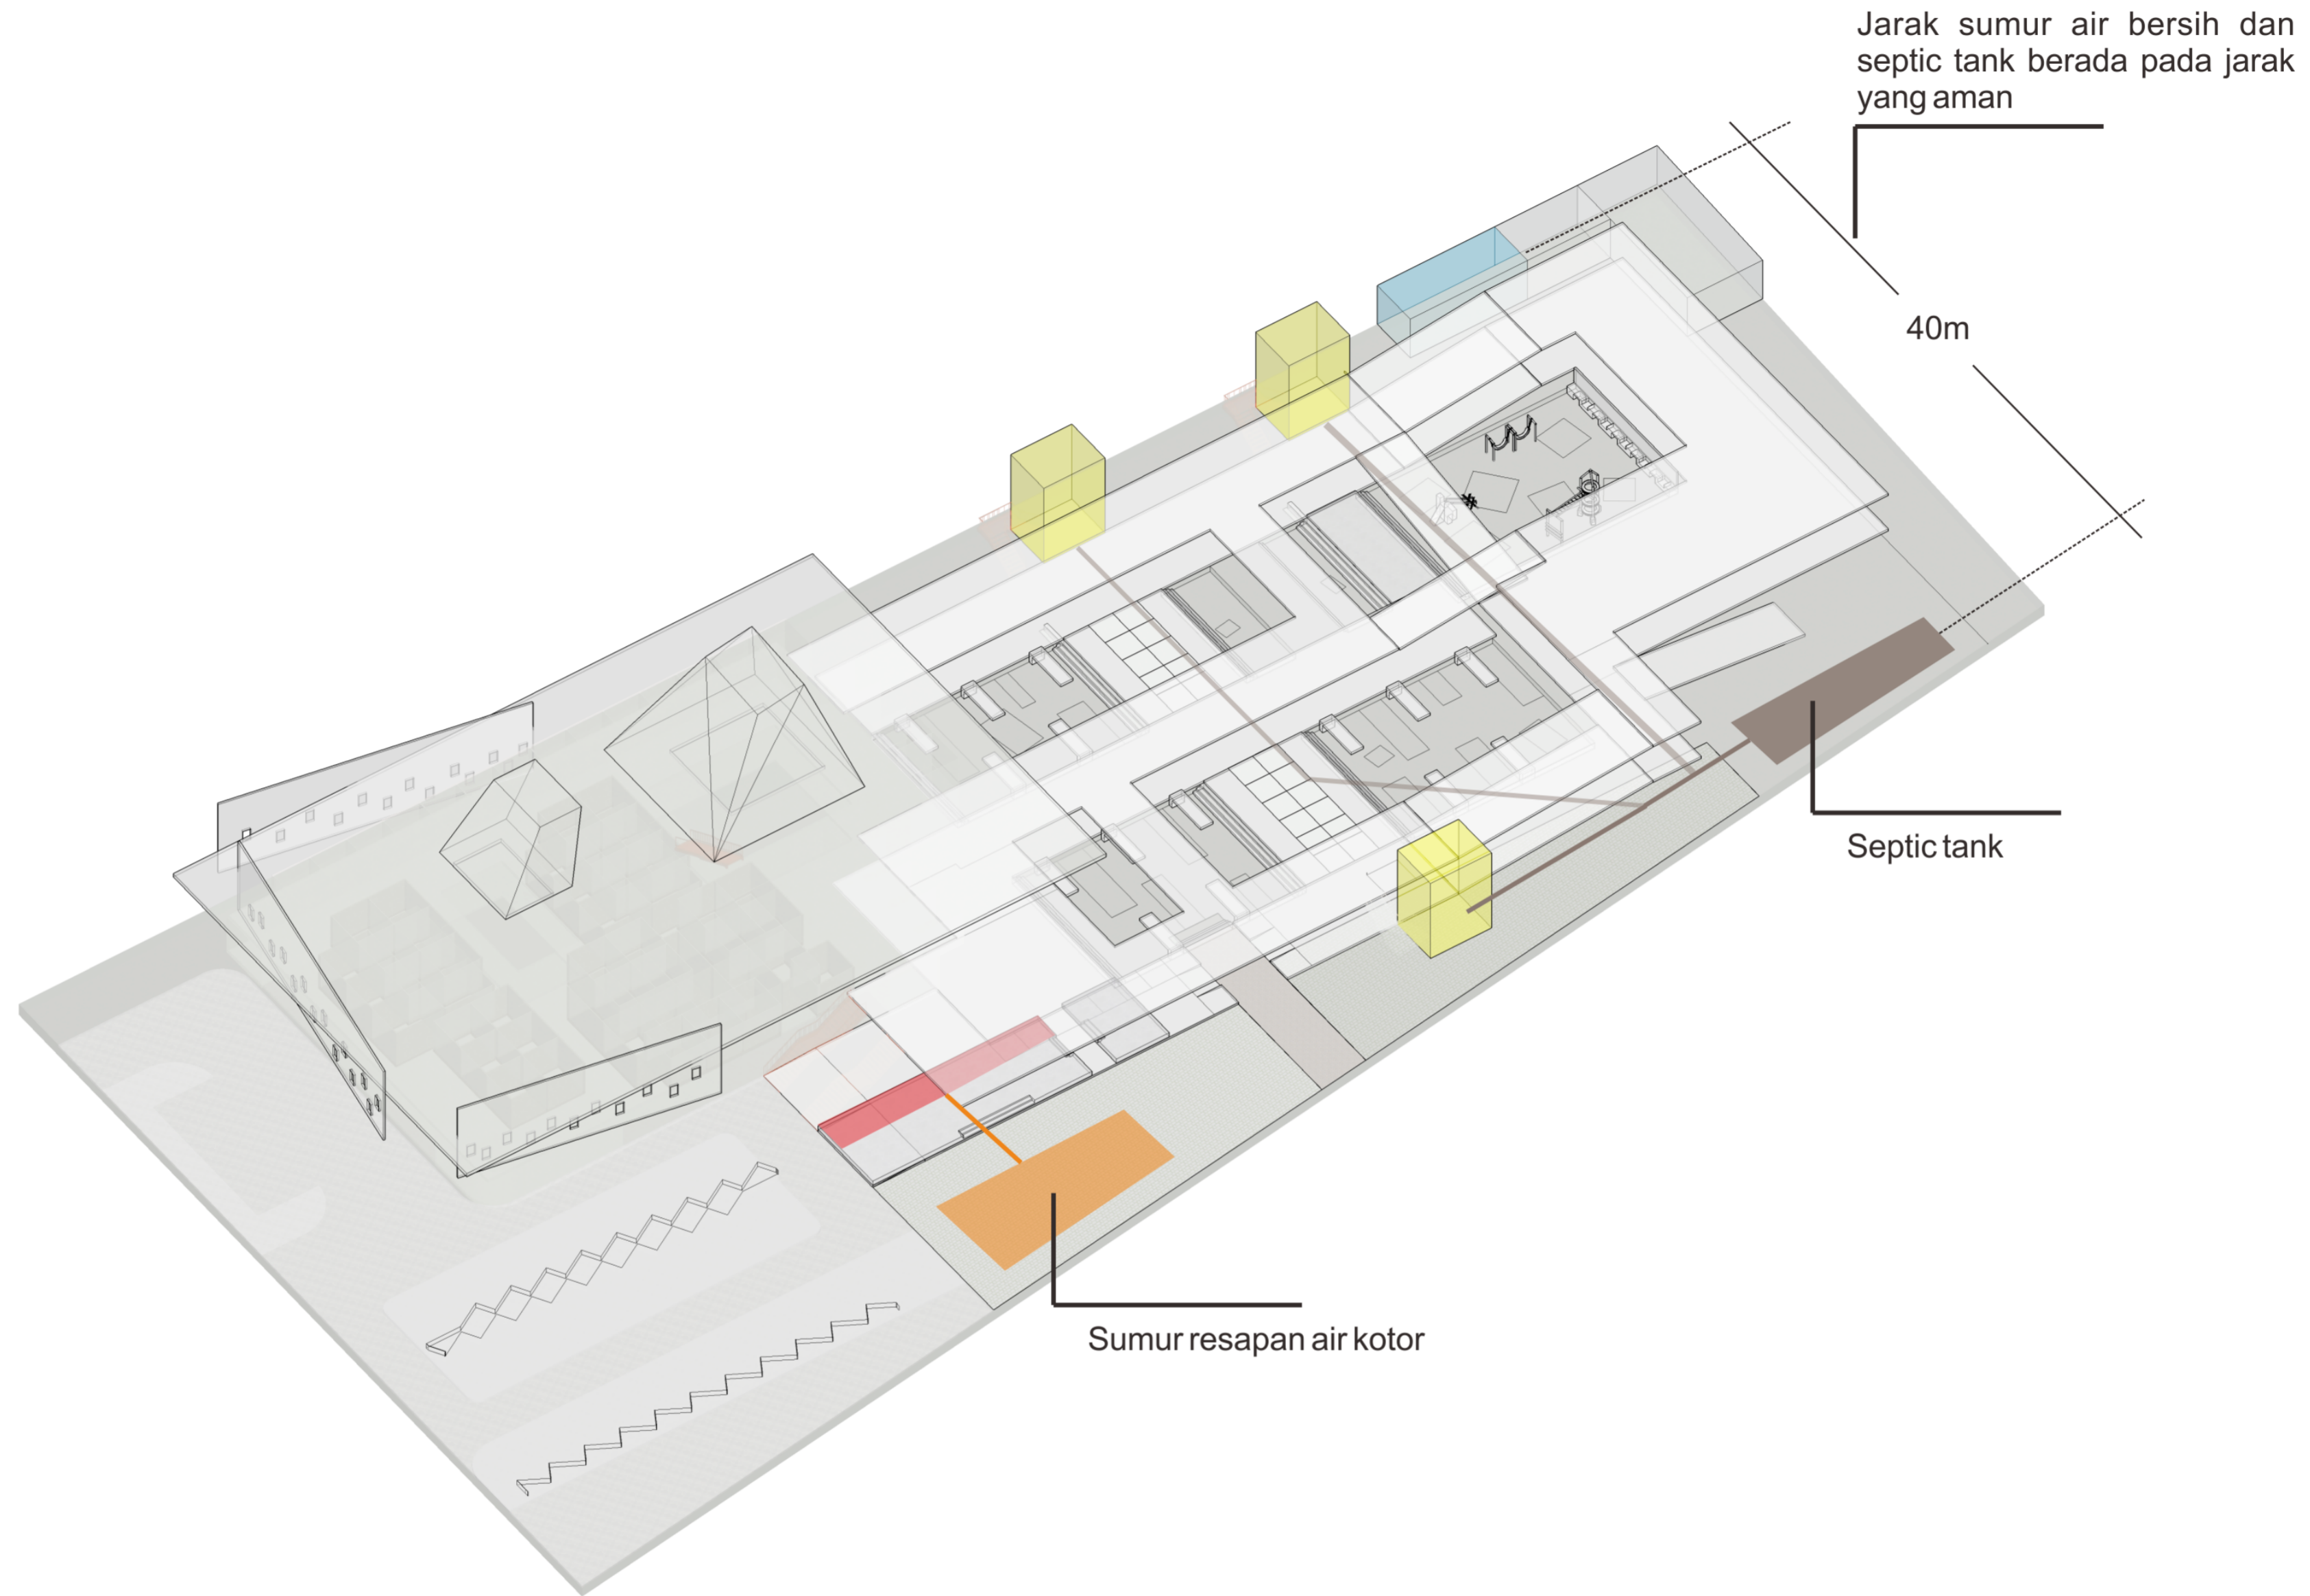 Jarak sumur air bersih dan
septic tank berada pada jarak
yang aman
40m
Septic tank
Sumur resapan air kotor